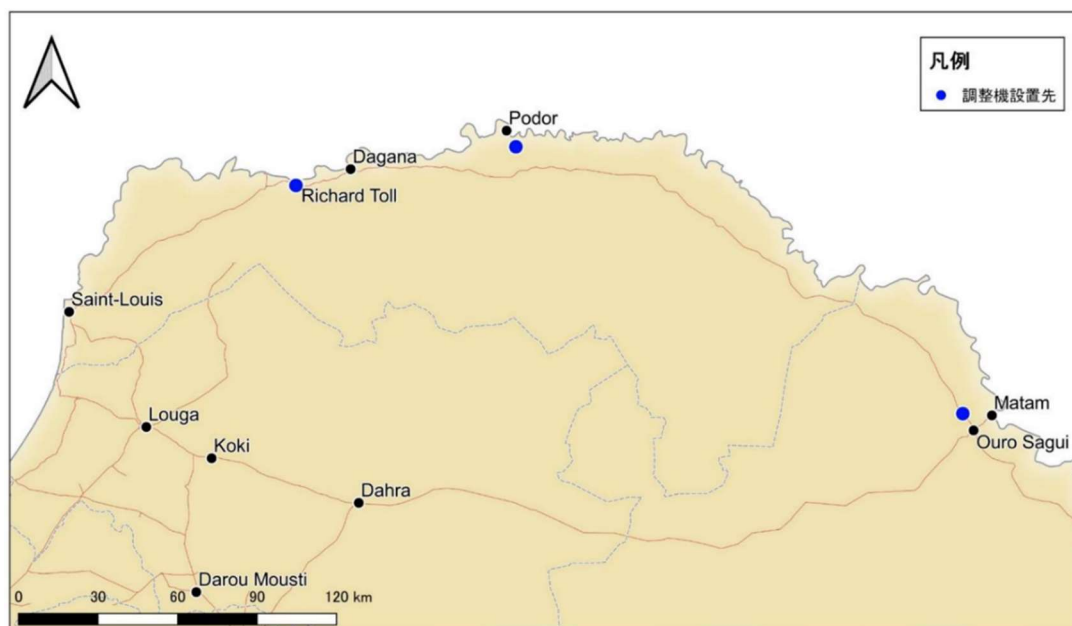 凡例
調整機設置先
Podor
Dagana
Richard Toll
Saint-Louis
Matam
Louga
Ouro Sagui
Koki
Dahra
Darou Mousti
0 30 60 90 120 km